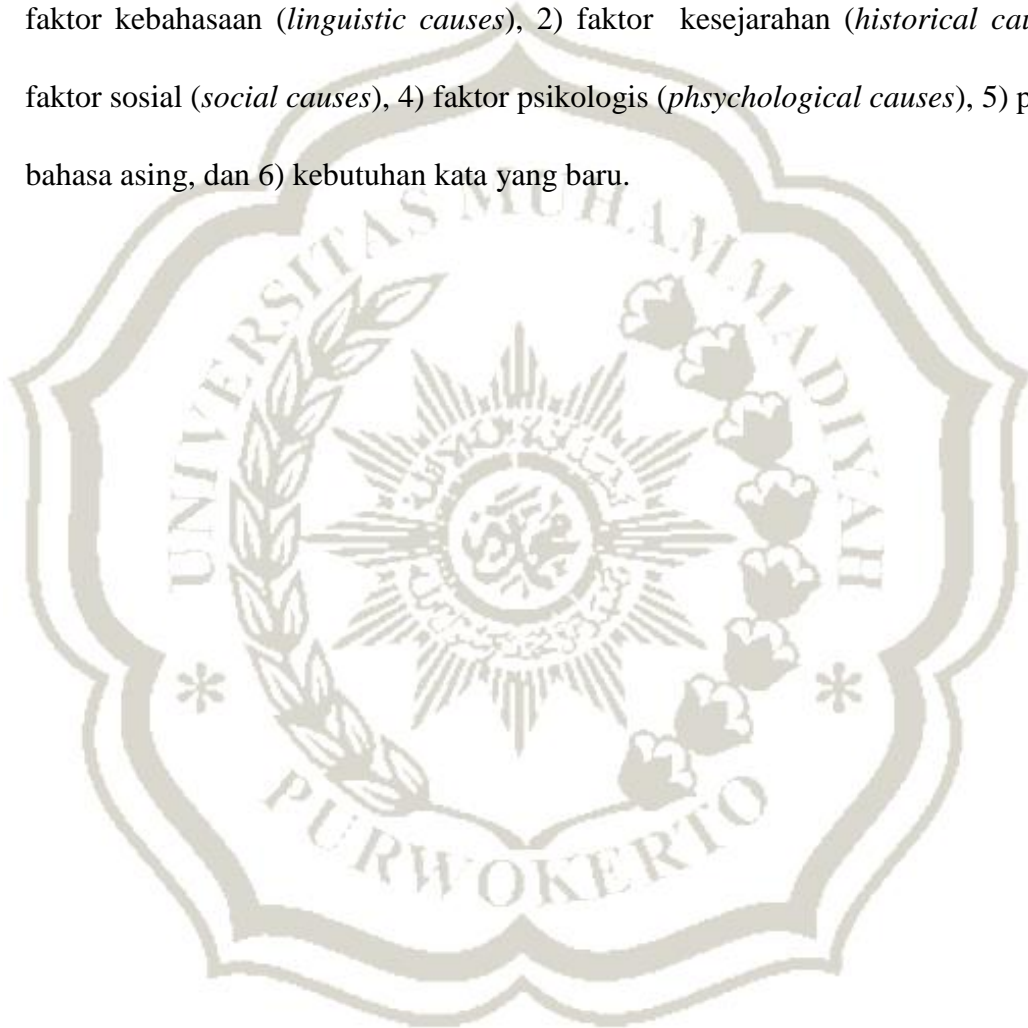 faktor kebahasaan (linguistic causes), 2) faktor kesejarahan (historical
faktor sosial (social causes), 4) faktor psikologis (phsychological causes), 5)
bahasa asing, dan 6) kebutuhan kata yang baru.
UNIVERSITAS MUHAMMADIYAH
PURWOKERTO